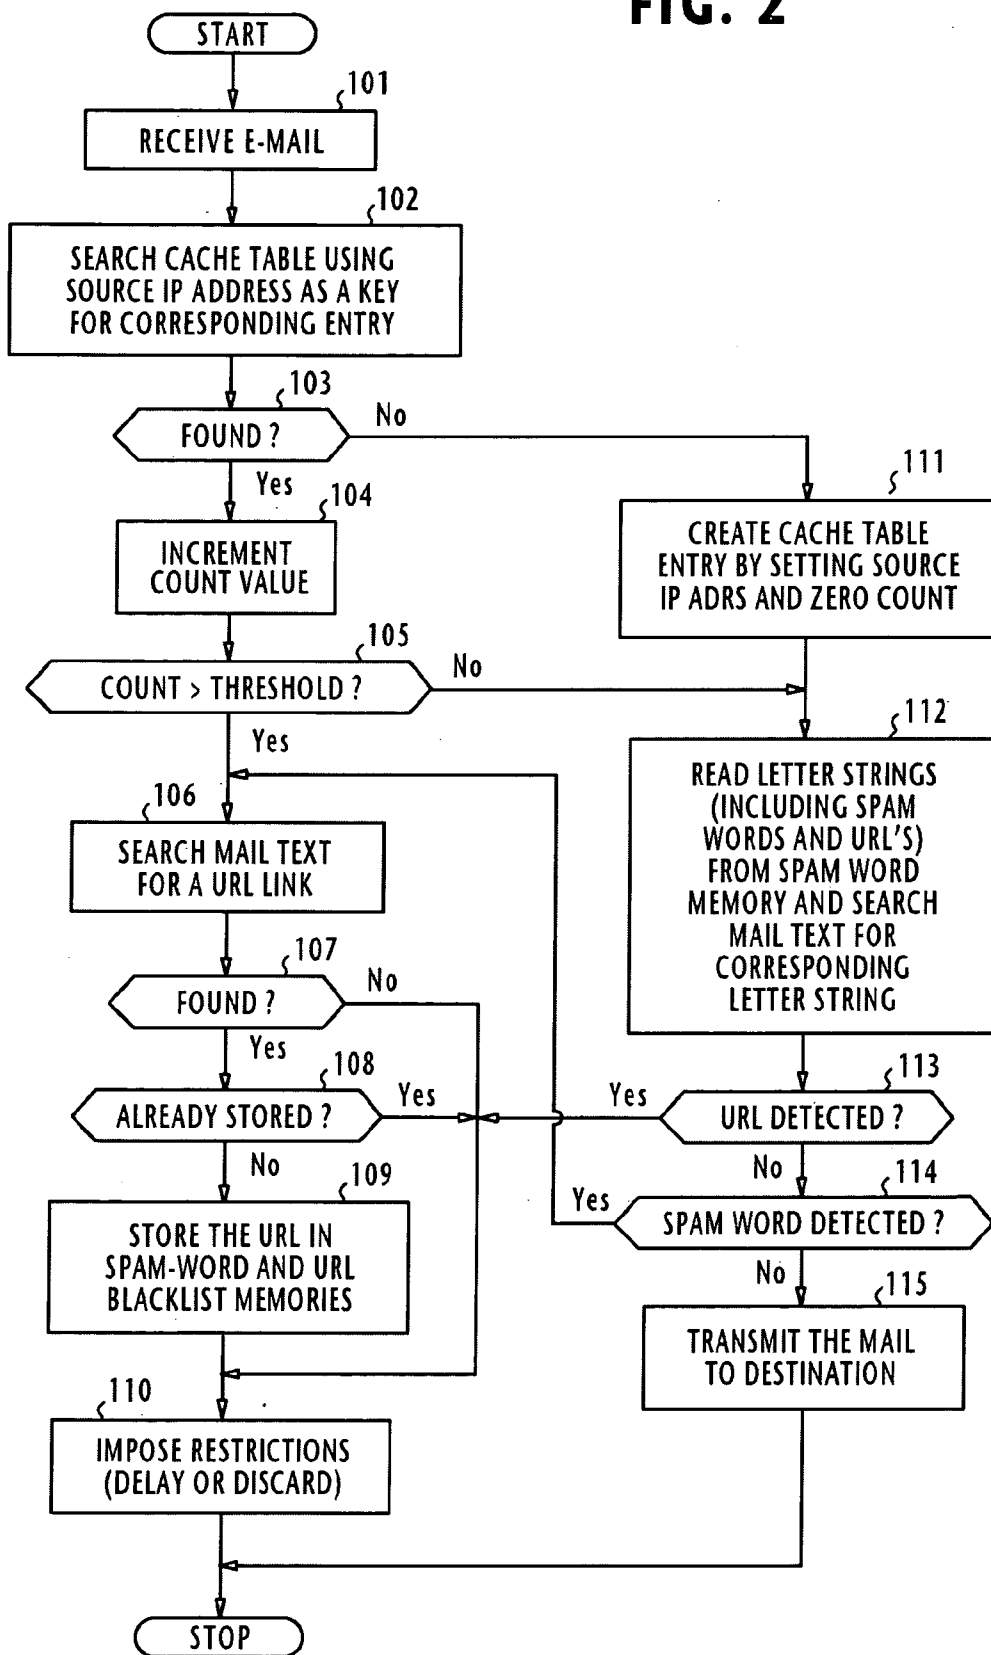 FIG. 2
START
101
RECEIVE E-MAIL
102
SEARCH CACHE TABLE USING
SOURCE IP ADDRESS AS A KEY
FOR CORRESPONDING ENTRY
103
FOUND ?
No
Yes
104
INCREMENT
COUNT VALUE
111
CREATE CACHE TABLE
ENTRY BY SETTING SOURCE
IP ADRS AND ZERO COUNT
105
COUNT > THRESHOLD ?
No
Yes
112
READ LETTER STRINGS
(INCLUDING SPAM
WORDS AND URL'S)
FROM SPAM WORD
MEMORY AND SEARCH
MAIL TEXT FOR
CORRESPONDING
LETTER STRING
106
SEARCH MAIL TEXT
FOR A URL LINK
107
FOUND ?
No
Yes
108
ALREADY STORED ?
Yes
No
113
URL DETECTED ?
Yes
No
114
SPAM WORD DETECTED ?
Yes
No
109
STORE THE URL IN
SPAM-WORD AND URL
BLACKLIST MEMORIES
115
TRANSMIT THE MAIL
TO DESTINATION
110
IMPOSE RESTRICTIONS
(DELAY OR DISCARD)
STOP